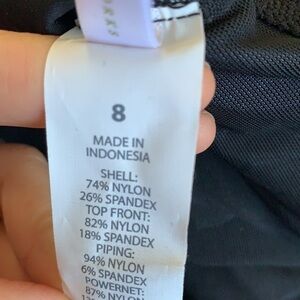 8
MADE IN
INDONESIA
SHELL:
74% NYLON
26% SPANDEX
TOP FRONT:
82% NYLON
18% SPANDEX
PIPING:
94% NYLON
6% SPANDEX
POWERNET:
87% NYLON